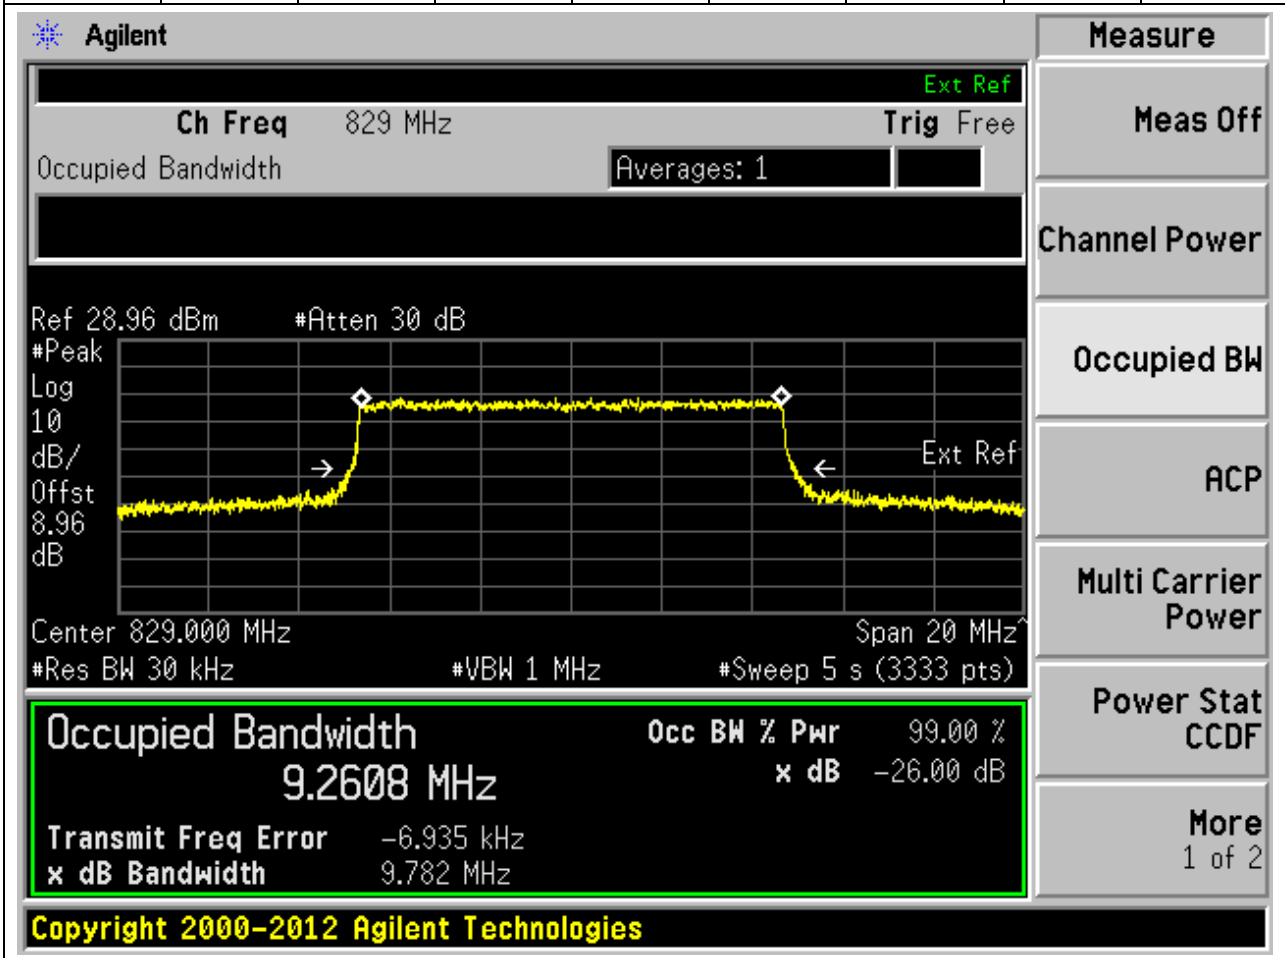 Agilent
Measure
Ext Ref
Ch Freq 829 MHz Trig Free
Occupied Bandwidth Averages: 1
Ref 28.96 dBm #Atten 30 dB
#Peak
Log
10
dB/
Offst
8.96
dB
Ext Ref
Center 829.000 MHz Span 20 MHz^
#Res BW 30 kHz #VBW 1 MHz #Sweep 5 s (3333 pts)
Occupied Bandwidth Occ BW % Pwr 99.00 %
9.2608 MHz x dB -26.00 dB
Transmit Freq Error -6.935 kHz
x dB Bandwidth 9.782 MHz
Copyright 2000-2012 Agilent Technologies
Meas Off
Channel Power
Occupied BW
ACP
Multi Carrier
Power
Power Stat
CCDF
More
1 of 2